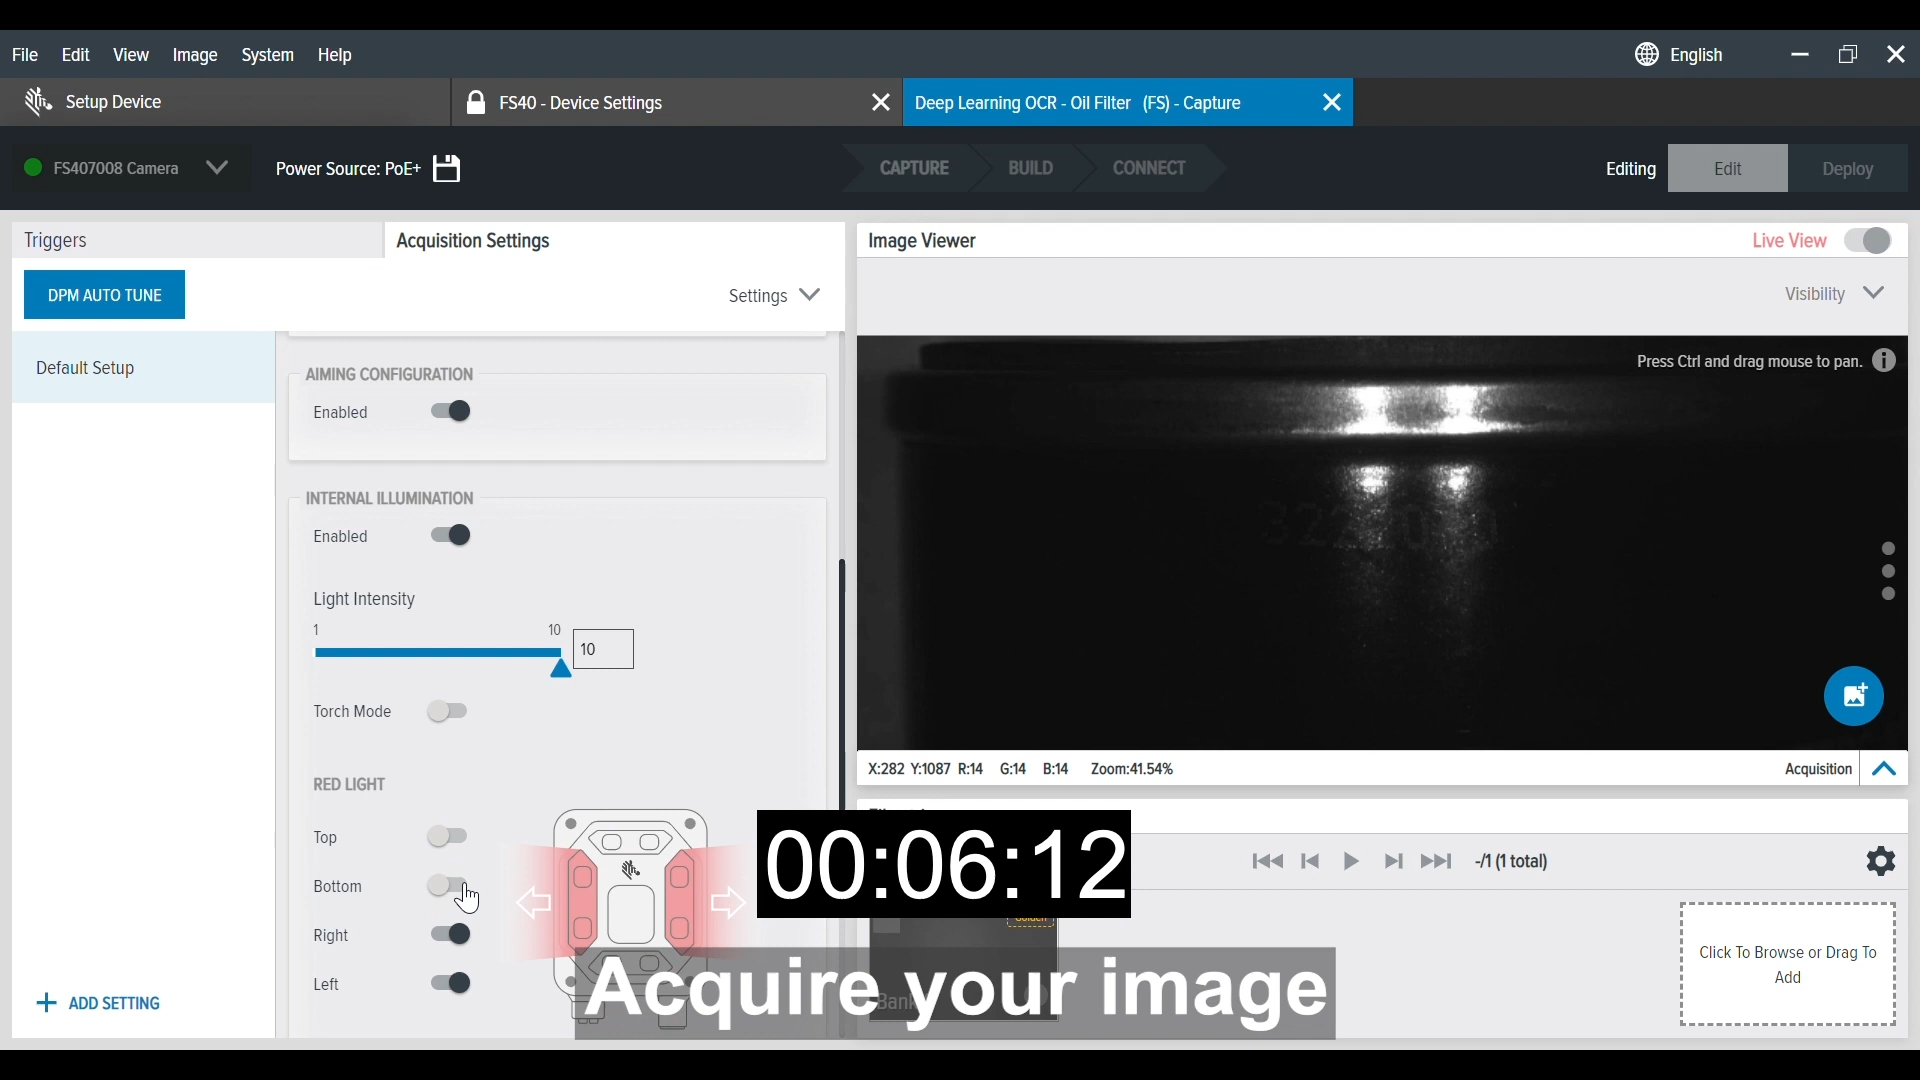 File Edit View Image System Help English
Setup Device FS40 - Device Settings Deep Learning OCR - Oil Filter (FS) - Capture
FS407008 Camera Power Source: PoE+ CAPTURE BUILD CONNECT Editing Edit Deploy
Triggers Acquisition Settings
DPM AUTO TUNE Settings
Default Setup
AIMING CONFIGURATION
Enabled
INTERNAL ILLUMINATION
Enabled
Light Intensity
1 10
10
Torch Mode
RED LIGHT
Top
Bottom
Right
Left
ADD SETTING
Image Viewer Live View
Visibility
Press Ctrl and drag mouse to pan.
X:282 Y:1087 R:14 G:14 B:14 Zoom:41.54% Acquisition
00:06:12
-/1 (1 total)
Golden
Click To Browse or Drag To
Add
Bank
Acquire your image